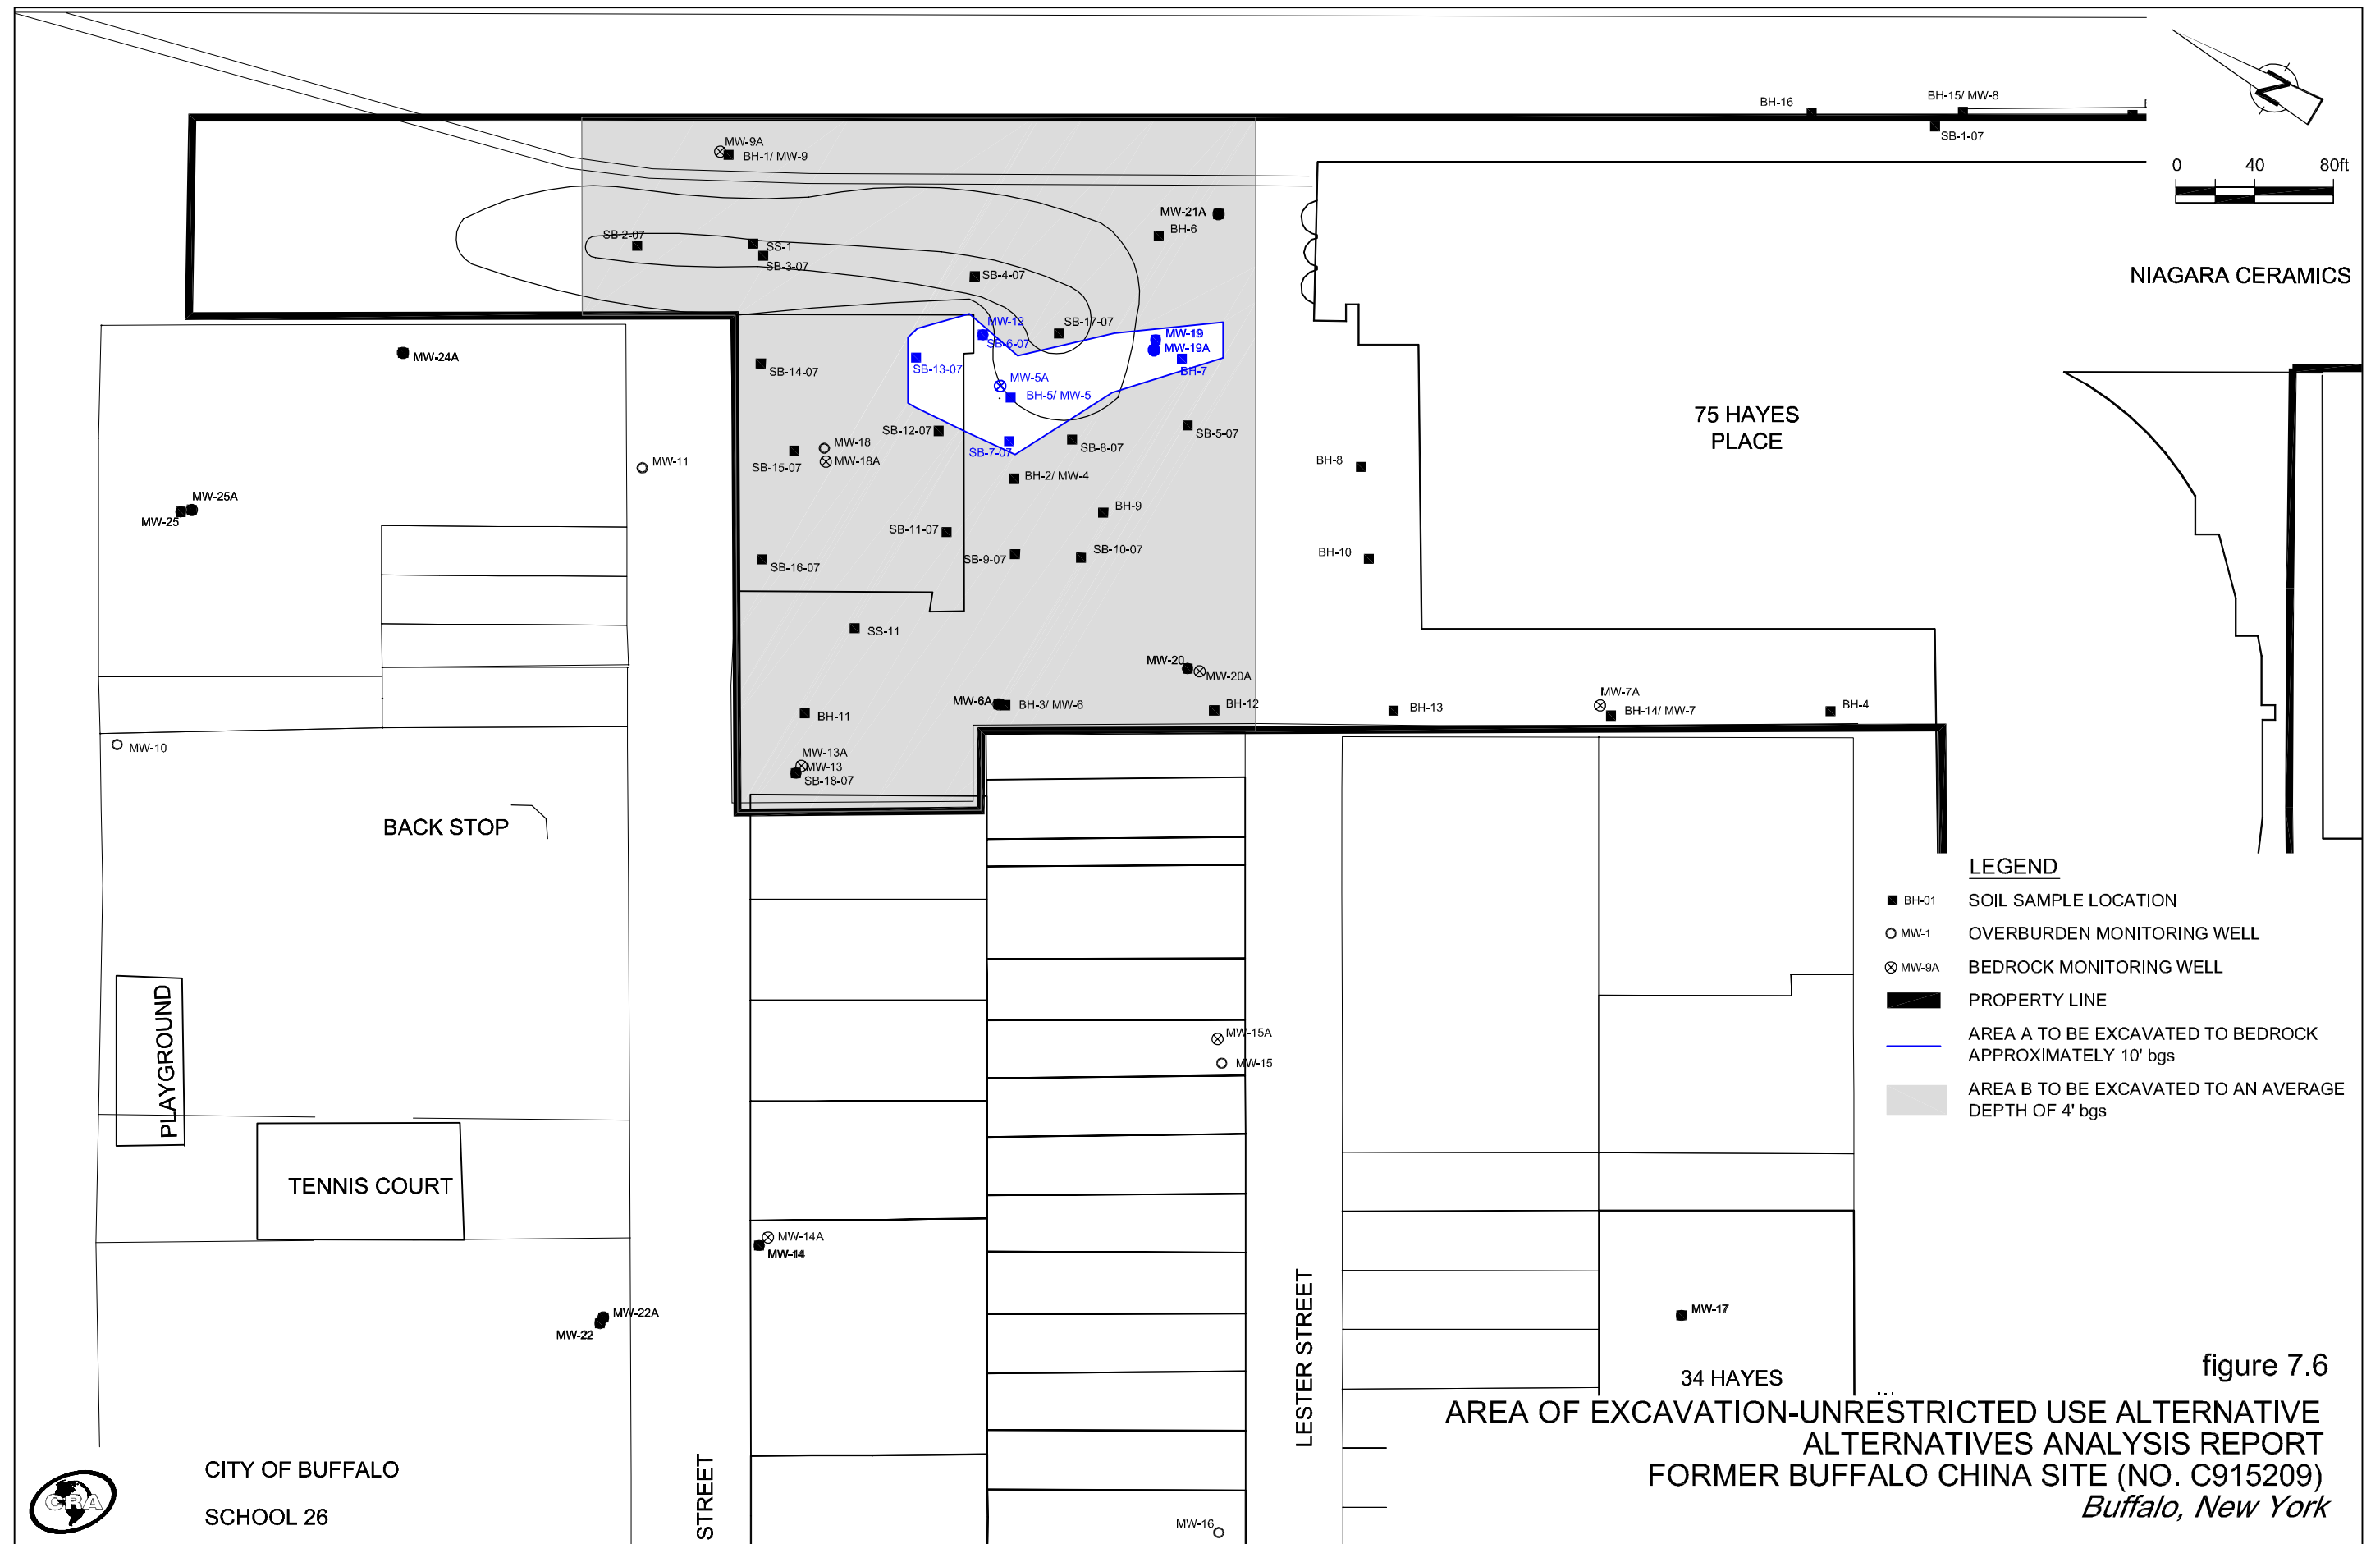 BH-16
BH-15/ MW-8
SB-1-07
N
0 40 80ft
MW-9A
BH-1/ MW-9
MW-21A
BH-6
SB-2-07
SS-1
SB-3-07
SB-4-07
NIAGARA CERAMICS
MW-12
SB-6-07
SB-17-07
MW-19
MW-19A
BH-7
MW-24A
SB-14-07
SB-13-07
MW-5A
BH-5/ MW-5
75 HAYES
PLACE
SB-12-07
MW-18
MW-18A
SB-15-07
SB-7-07
SB-8-07
SB-5-07
MW-11
BH-8
BH-2/ MW-4
MW-25A
MW-25
BH-9
SB-11-07
SB-9-07
SB-10-07
BH-10
SB-16-07
SS-11
MW-20
MW-20A
MW-6A
BH-3/ MW-6
BH-12
BH-13
MW-7A
BH-14/ MW-7
BH-4
BH-11
MW-10
MW-13A
MW-13
SB-18-07
BACK STOP
LEGEND
BH-01 SOIL SAMPLE LOCATION
MW-1 OVERBURDEN MONITORING WELL
MW-9A BEDROCK MONITORING WELL
PROPERTY LINE
AREA A TO BE EXCAVATED TO BEDROCK
APPROXIMATELY 10' bgs
AREA B TO BE EXCAVATED TO AN AVERAGE
DEPTH OF 4' bgs
PLAYGROUND
MW-15A
MW-15
TENNIS COURT
MW-14A
MW-14
MW-22A
MW-22
MW-17
34 HAYES
LESTER STREET
STREET
MW-16
CITY OF BUFFALO
SCHOOL 26
CRA
figure 7.6
AREA OF EXCAVATION-UNRESTRICTED USE ALTERNATIVE
ALTERNATIVES ANALYSIS REPORT
FORMER BUFFALO CHINA SITE (NO. C915209)
Buffalo, New York